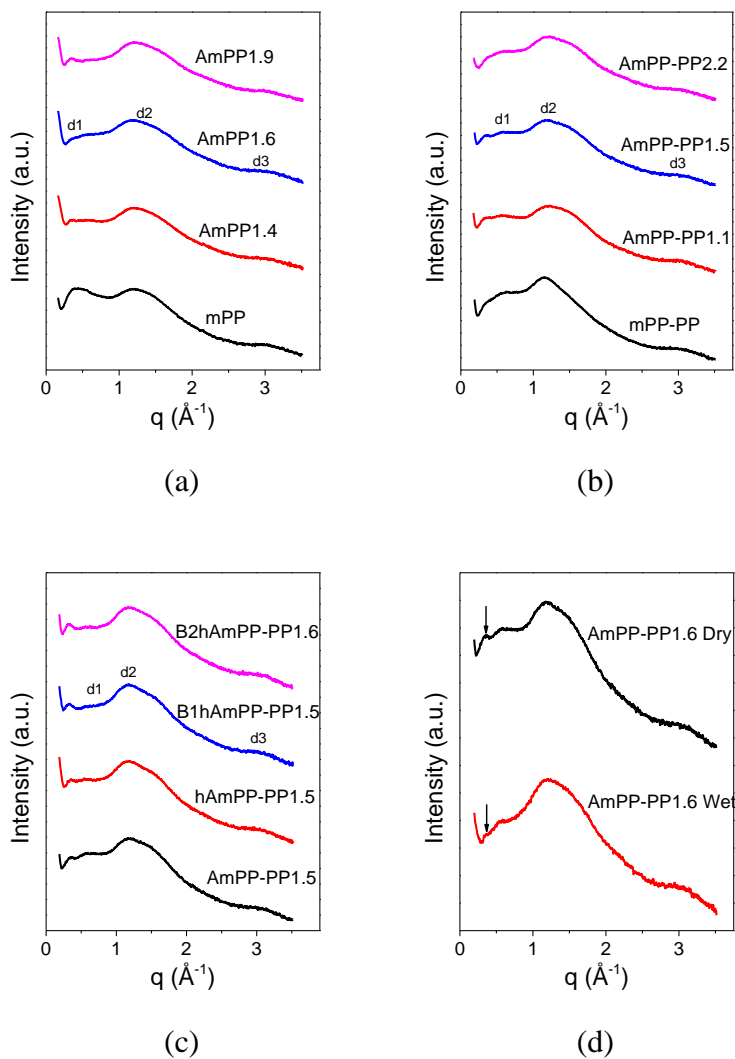 AmPP1.9
d1
d2
AmPP1.6
d3
AmPP1.4
mPP
Intensity (a.u.)
0 1 2 3
q (Å⁻¹)
(a)
AmPP-PP2.2
d1
d2
AmPP-PP1.5
d3
AmPP-PP1.1
mPP-PP
Intensity (a.u.)
0 1 2 3
q (Å⁻¹)
(b)
B2hAmPP-PP1.6
d1
d2
B1hAmPP-PP1.5
d3
hAmPP-PP1.5
AmPP-PP1.5
Intensity (a.u.)
0 1 2 3
q (Å⁻¹)
(c)
AmPP-PP1.6 Dry
AmPP-PP1.6 Wet
Intensity (a.u.)
0 1 2 3
q (Å⁻¹)
(d)